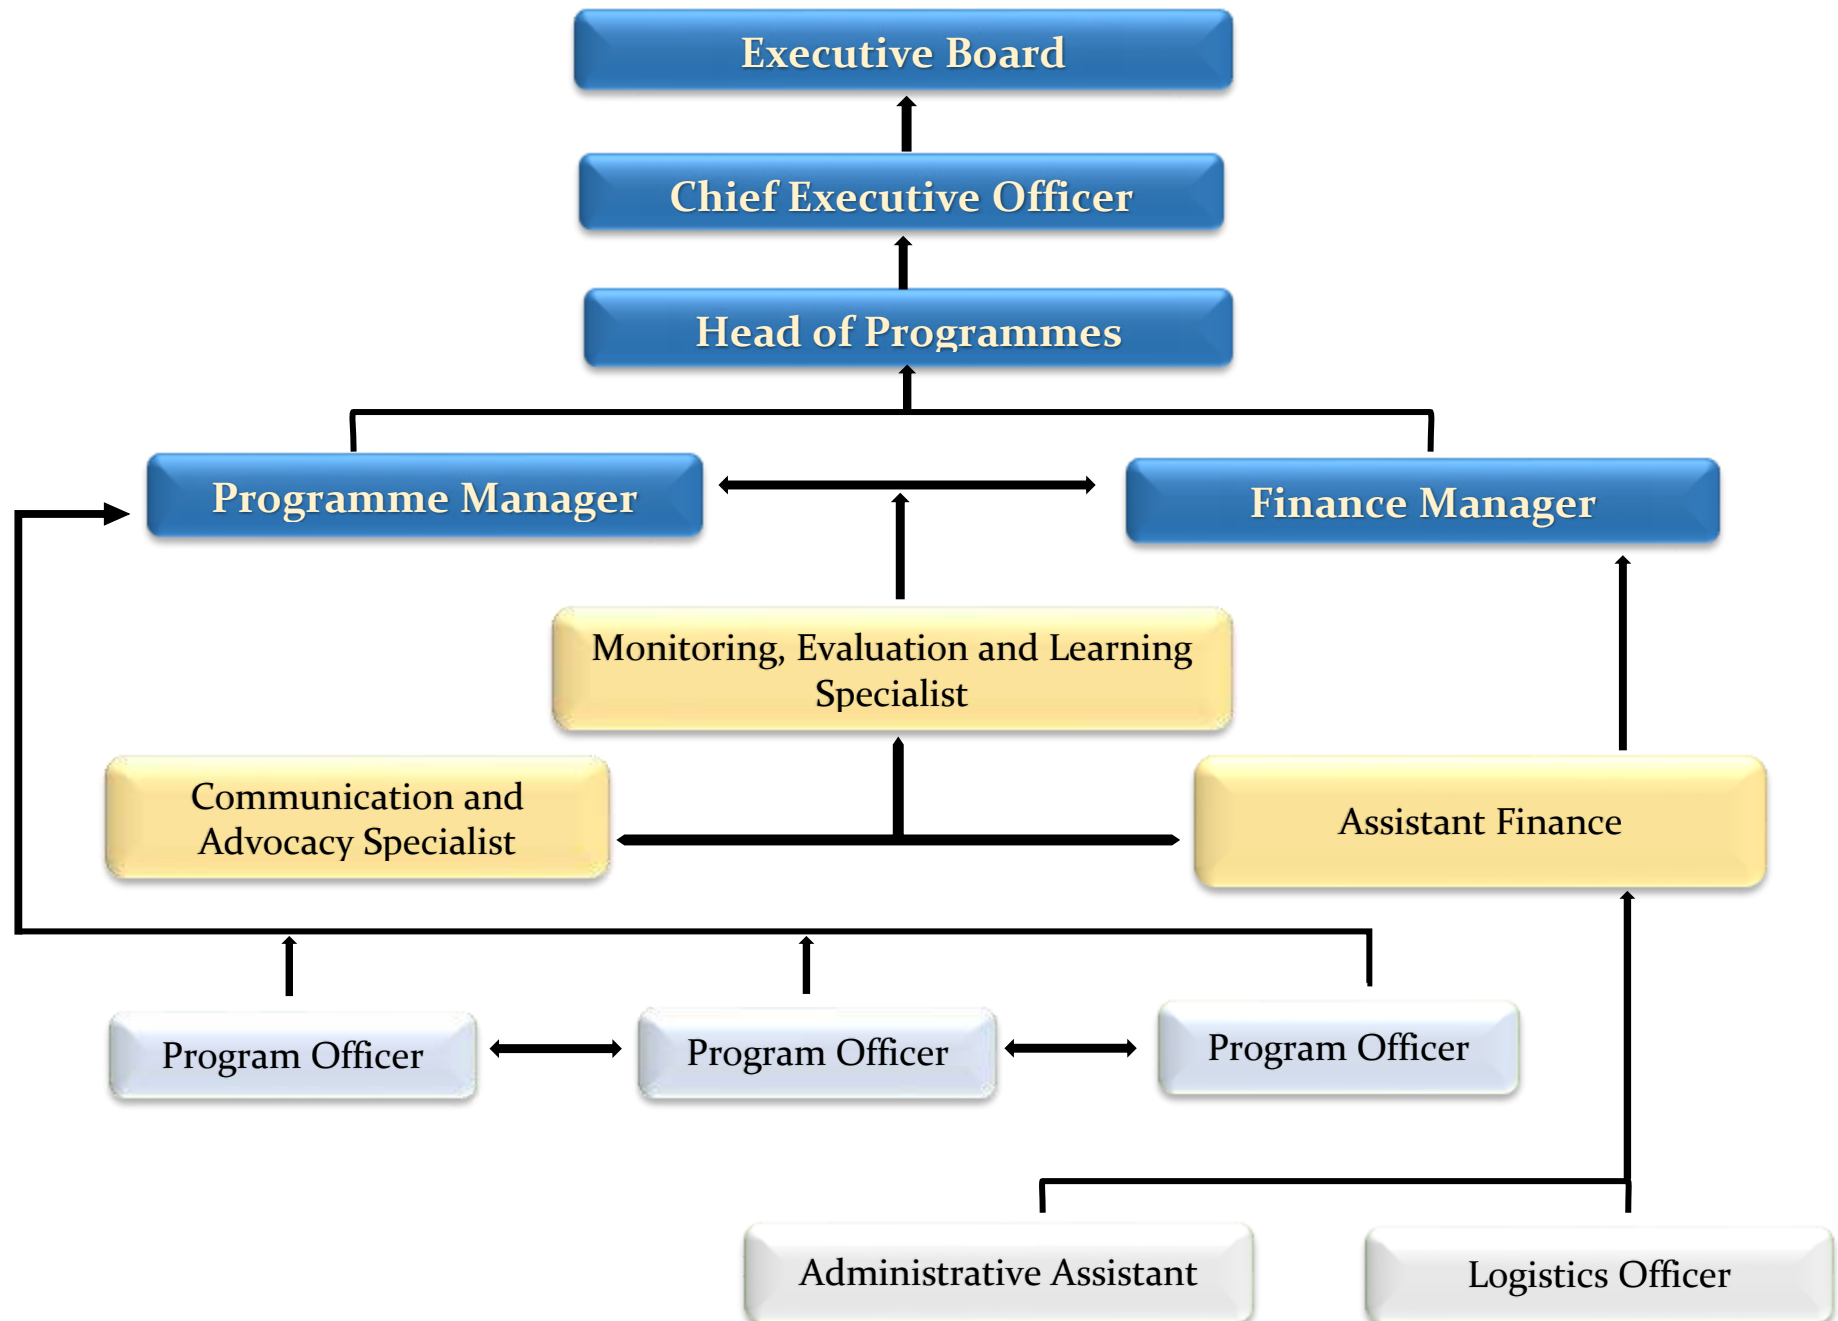 Executive Board
Chief Executive Officer
Head of Programmes
Programme Manager
Finance Manager
Monitoring, Evaluation and Learning
Specialist
Communication and
Advocacy Specialist
Assistant Finance
Program Officer
Program Officer
Program Officer
Administrative Assistant
Logistics Officer